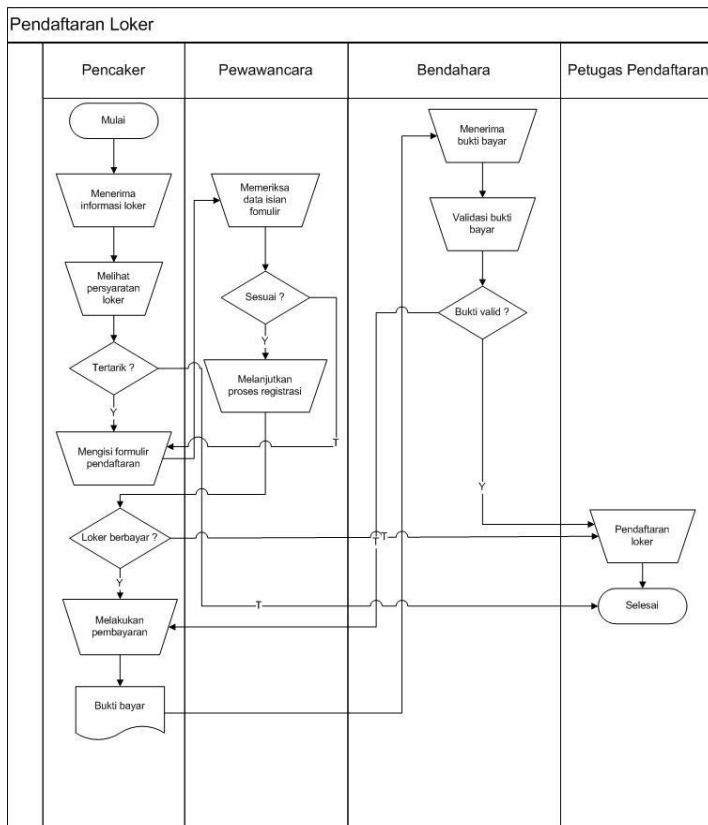 Pendaftaran Loker
Pencaker
Pewawancara
Bendahara
Petugas Pendaftaran
Mulai
Menerima
informasi loker
Melihat
persyaratan
loker
Tertarik ?
Y
T
Mengisi formulir
pendaftaran
Memeriksa
data isian
fomulir
Sesuai ?
Y
T
Melanjutkan
proses registrasi
Loker berbayar ?
Y
T
Melakukan
pembayaran
Bukti bayar
Menerima
bukti bayar
Validasi bukti
bayar
Bukti valid ?
Y
T
Pendaftaran
loker
Selesai